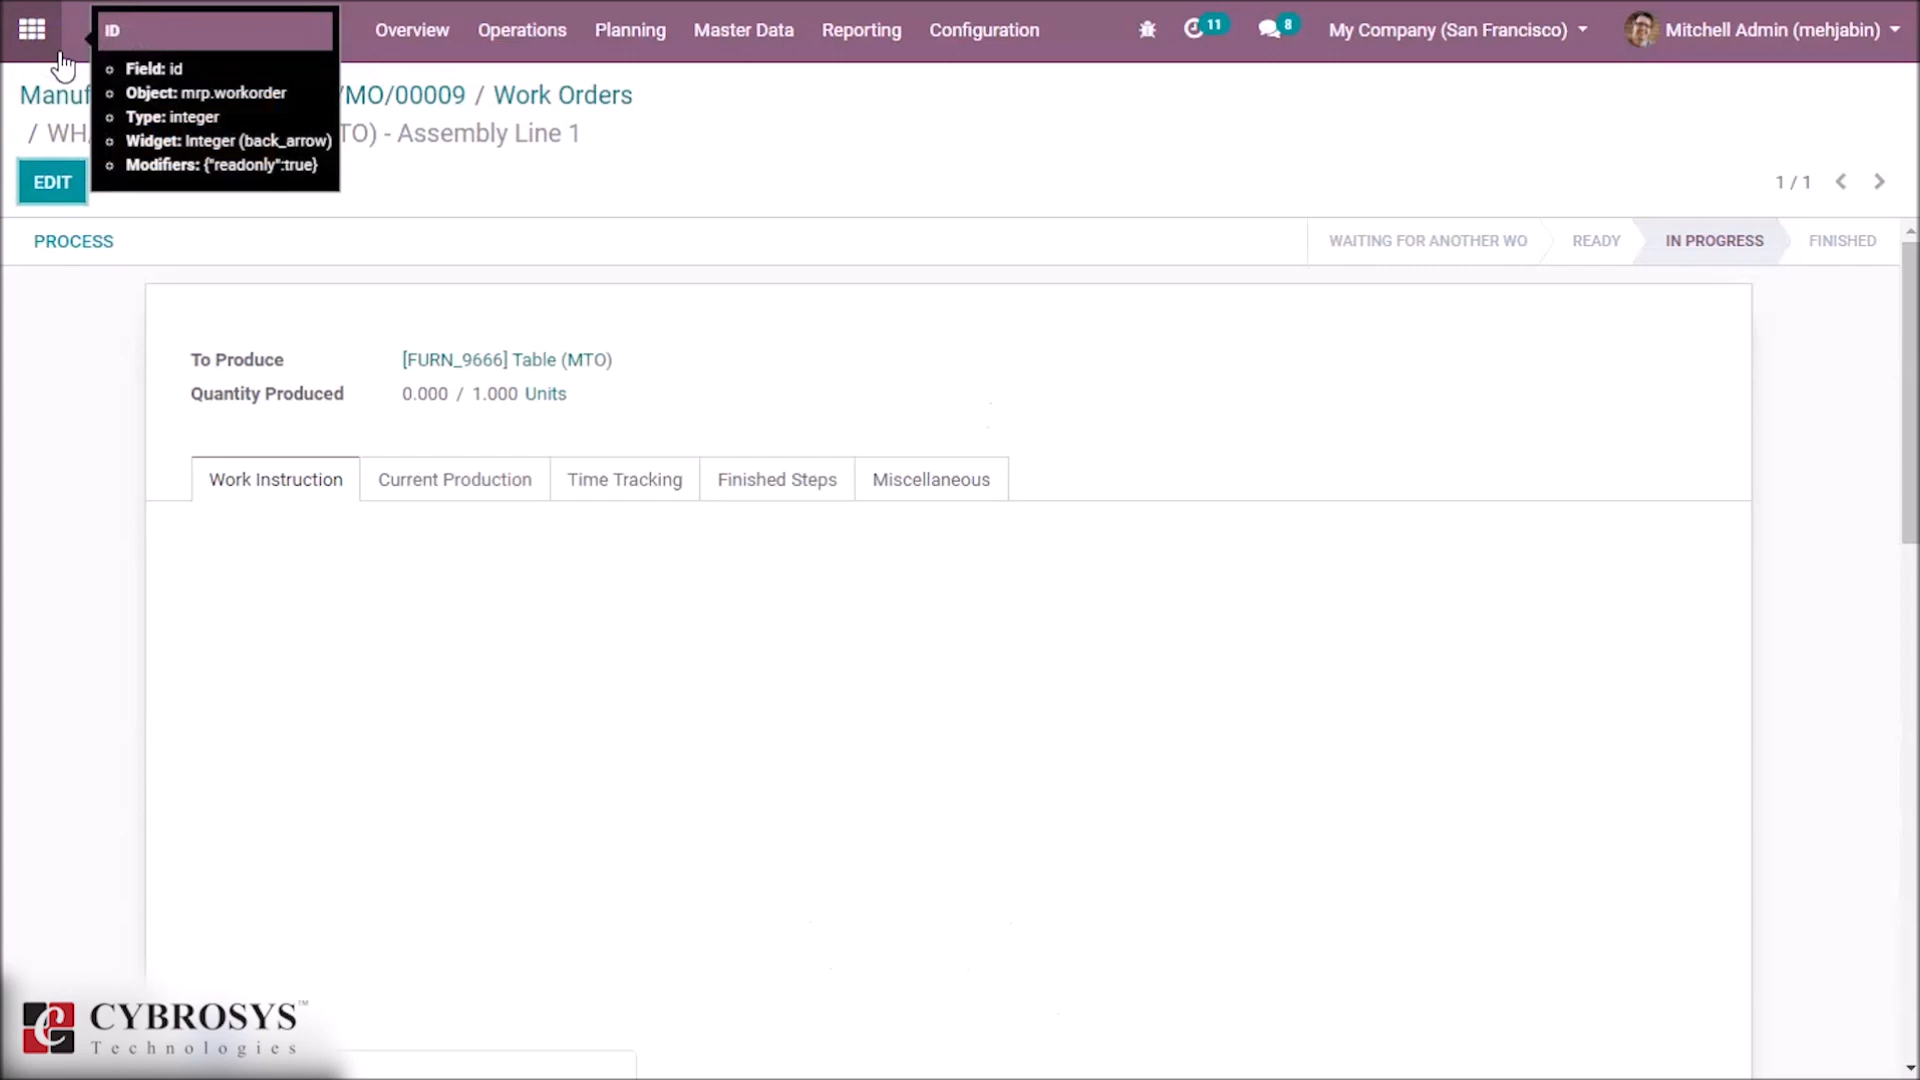 ID
Overview
Operations
Planning
Master Data
Reporting
Configuration
11
8
My Company (San Francisco)
Mitchell Admin (mehjabin)
Field: id
Object: mrp.workorder
Type: integer
Widget: Integer (back_arrow)
Modifiers: {"readonly":true}
Manuf
/MO/00009 / Work Orders
/ WH/
TO) - Assembly Line 1
EDIT
1 / 1
PROCESS
WAITING FOR ANOTHER WO
READY
IN PROGRESS
FINISHED
To Produce
[FURN_9666] Table (MTO)
Quantity Produced
0.000 / 1.000 Units
Work Instruction
Current Production
Time Tracking
Finished Steps
Miscellaneous
CYBROSYS™
Technologies